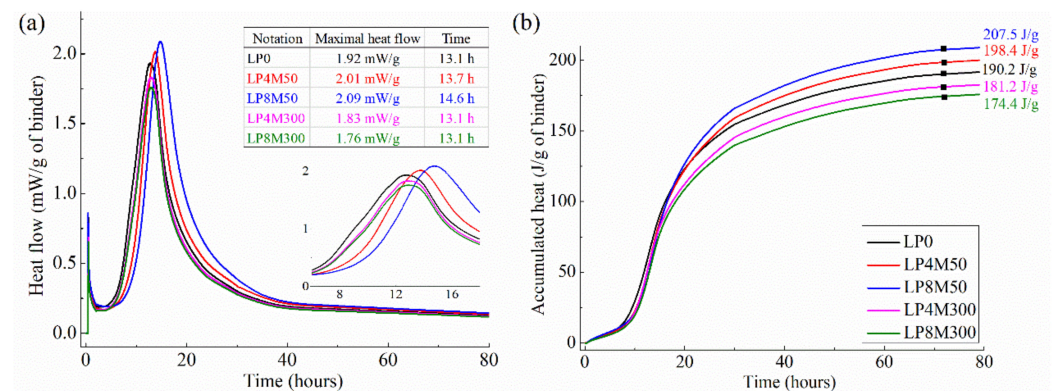 (a)
Heat flow (mW/g of binder)
2.0
1.5
1.0
0.5
0.0
0 20 40 60 80
Time (hours)
Notation Maximal heat flow Time
LP0 1.92 mW/g 13.1 h
LP4M50 2.01 mW/g 13.7 h
LP8M50 2.09 mW/g 14.6 h
LP4M300 1.83 mW/g 13.1 h
LP8M300 1.76 mW/g 13.1 h
2
1
0
8 12 16
(b)
Accumulated heat (J/g of binder)
200
150
100
50
0
0 20 40 60 80
Time (hours)
207.5 J/g
198.4 J/g
190.2 J/g
181.2 J/g
174.4 J/g
LP0
LP4M50
LP8M50
LP4M300
LP8M300